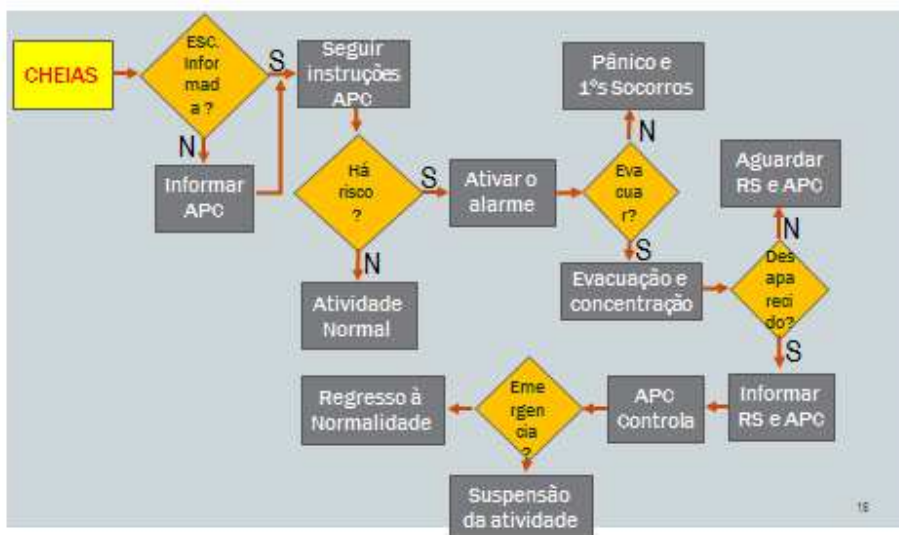 CHEIAS
ESC.
Infor
mad
a ?
S
N
Informar
APC
Seguir
instruções
APC
Há
risco
?
S
N
Atividade
Normal
Ativar o
alarme
Pânico e
1ºs Socorros
N
Eva
cua
r?
S
Evacuação e
concentração
Aguardar
RS e APC
N
Des
apa
reci
do?
S
Informar
RS e APC
APC
Controla
Eme
rgen
cia
?
Regresso à
Normalidade
Suspensão
da atividade
16